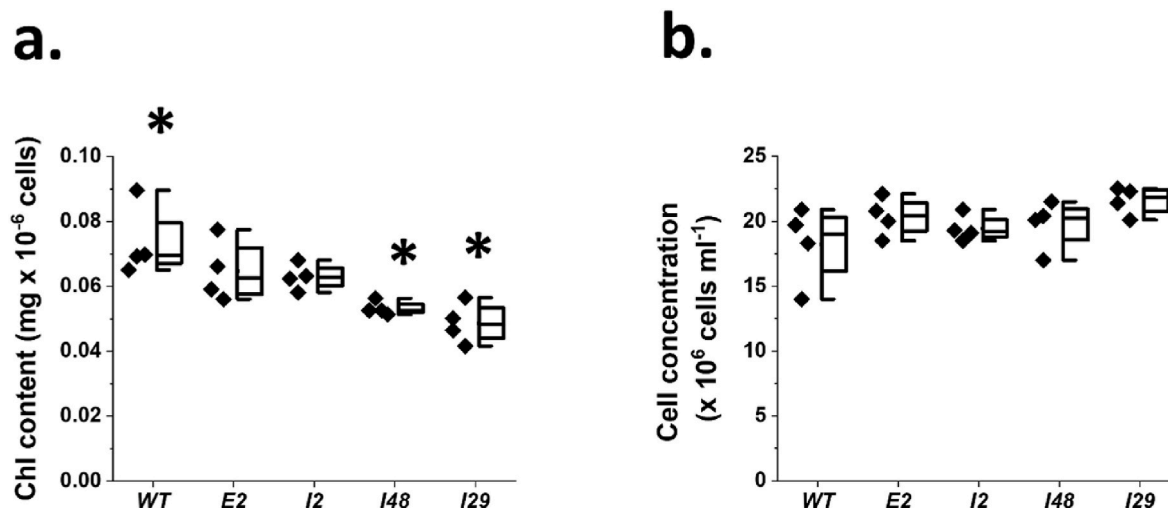 a.
Chl content (mg x 10⁻⁶ cells)
0.10
0.08
0.06
0.04
0.02
0.00
*
*
*
WT E2 I2 I48 I29
b.
Cell concentration
(x 10⁶ cells ml⁻¹)
25
20
15
10
5
0
WT E2 I2 I48 I29